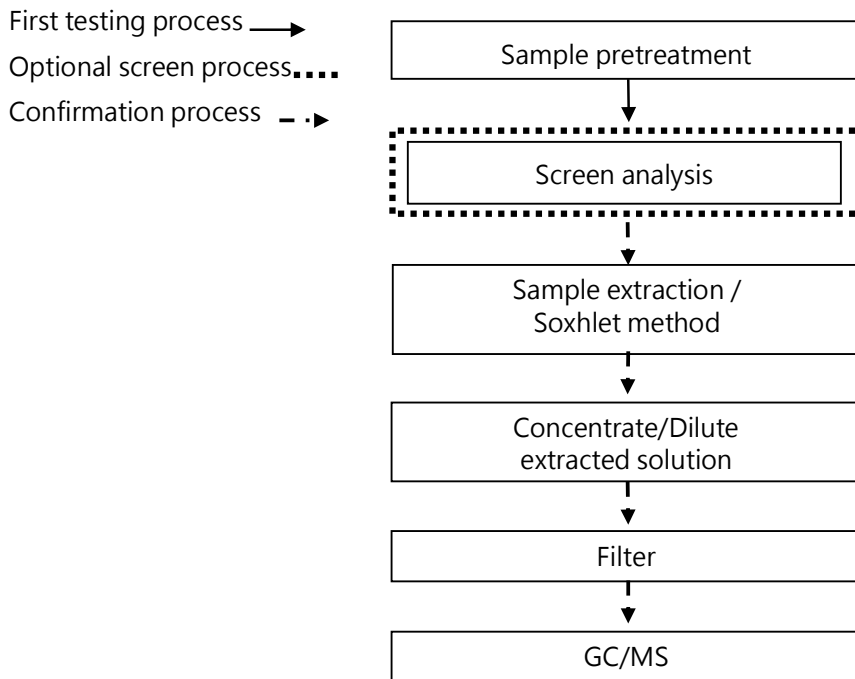 First testing process
Optional screen process
Confirmation process
Sample pretreatment
Screen analysis
Sample extraction /
Soxhlet method
Concentrate/Dilute
extracted solution
Filter
GC/MS